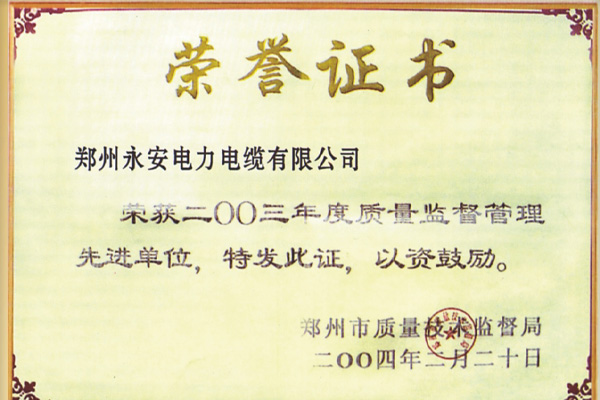 荣誉证书
郑州永安电力电缆有限公司
荣获二〇〇三年度质量监督管理
先进单位，特发此证，以资鼓励。
郑州市质量技术监督局
二〇〇四年二月二十日